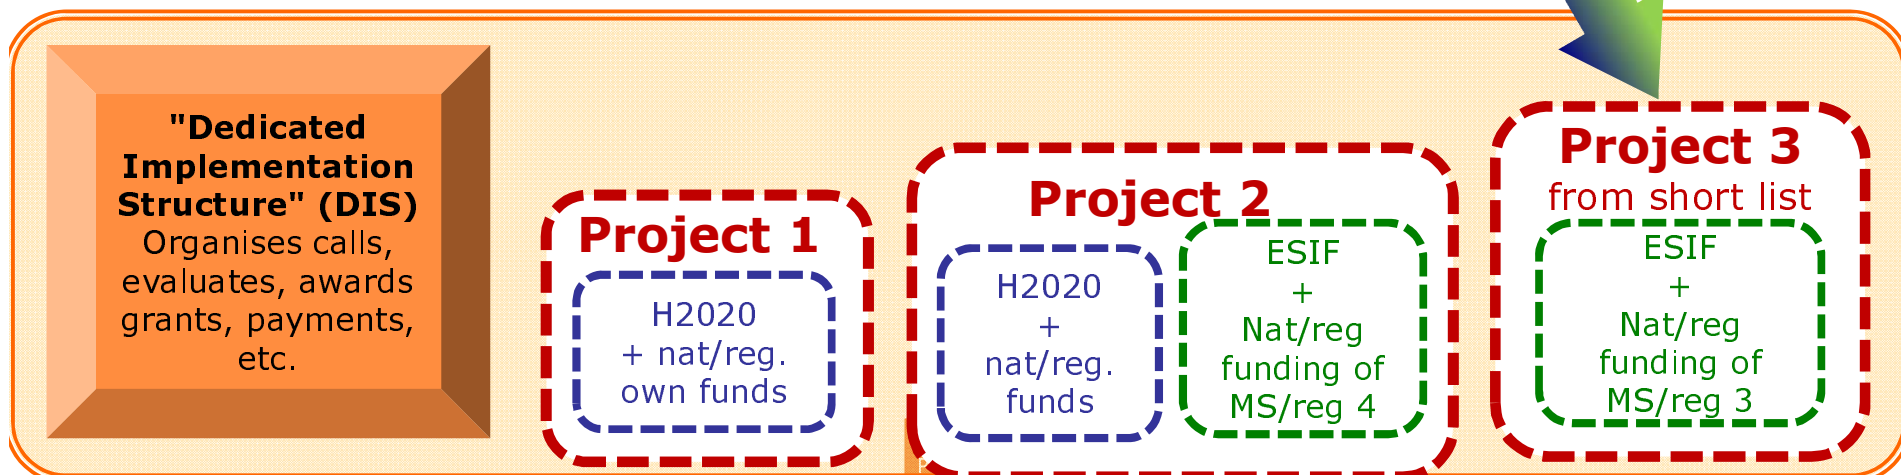 "Dedicated
Implementation
Structure" (DIS)
Organises calls,
evaluates, awards
grants, payments,
etc.
Project 1
H2020
+ nat/reg.
own funds
Project 2
H2020
+
nat/reg.
funds
ESIF
+
Nat/reg
funding of
MS/reg 4
Project 3
from short list
ESIF
+
Nat/reg
funding of
MS/reg 3